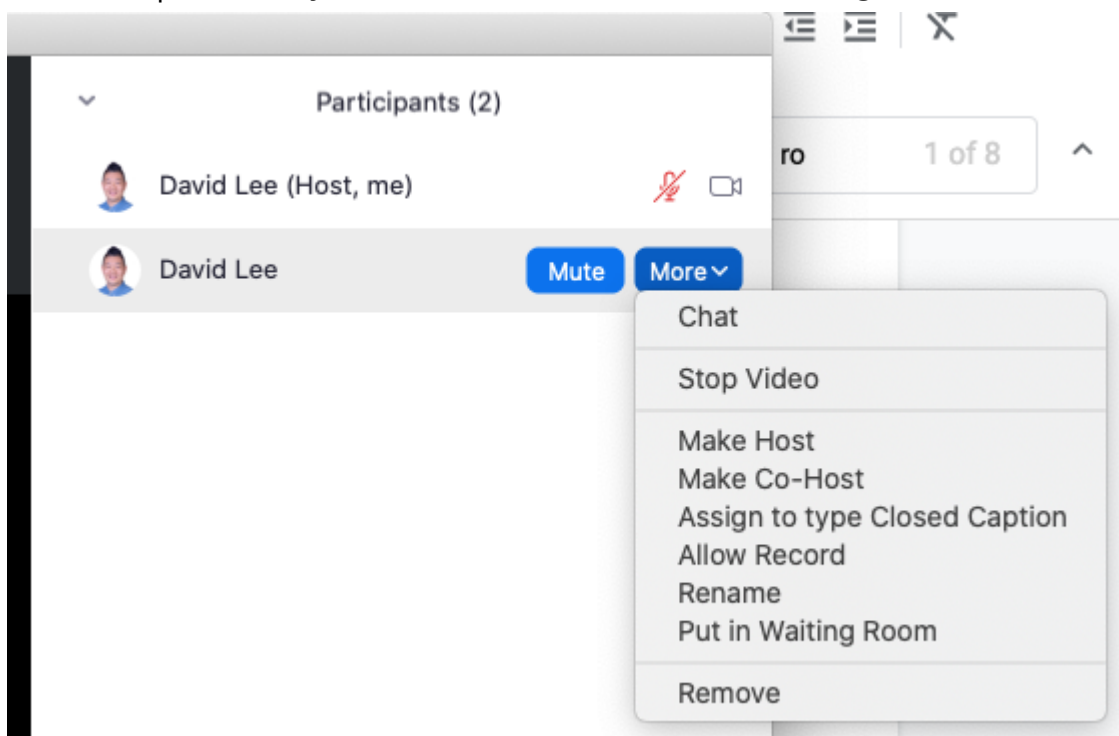 Participants (2)
ro 1 of 8
David Lee (Host, me)
David Lee Mute More
Chat
Stop Video
Make Host
Make Co-Host
Assign to type Closed Caption
Allow Record
Rename
Put in Waiting Room
Remove